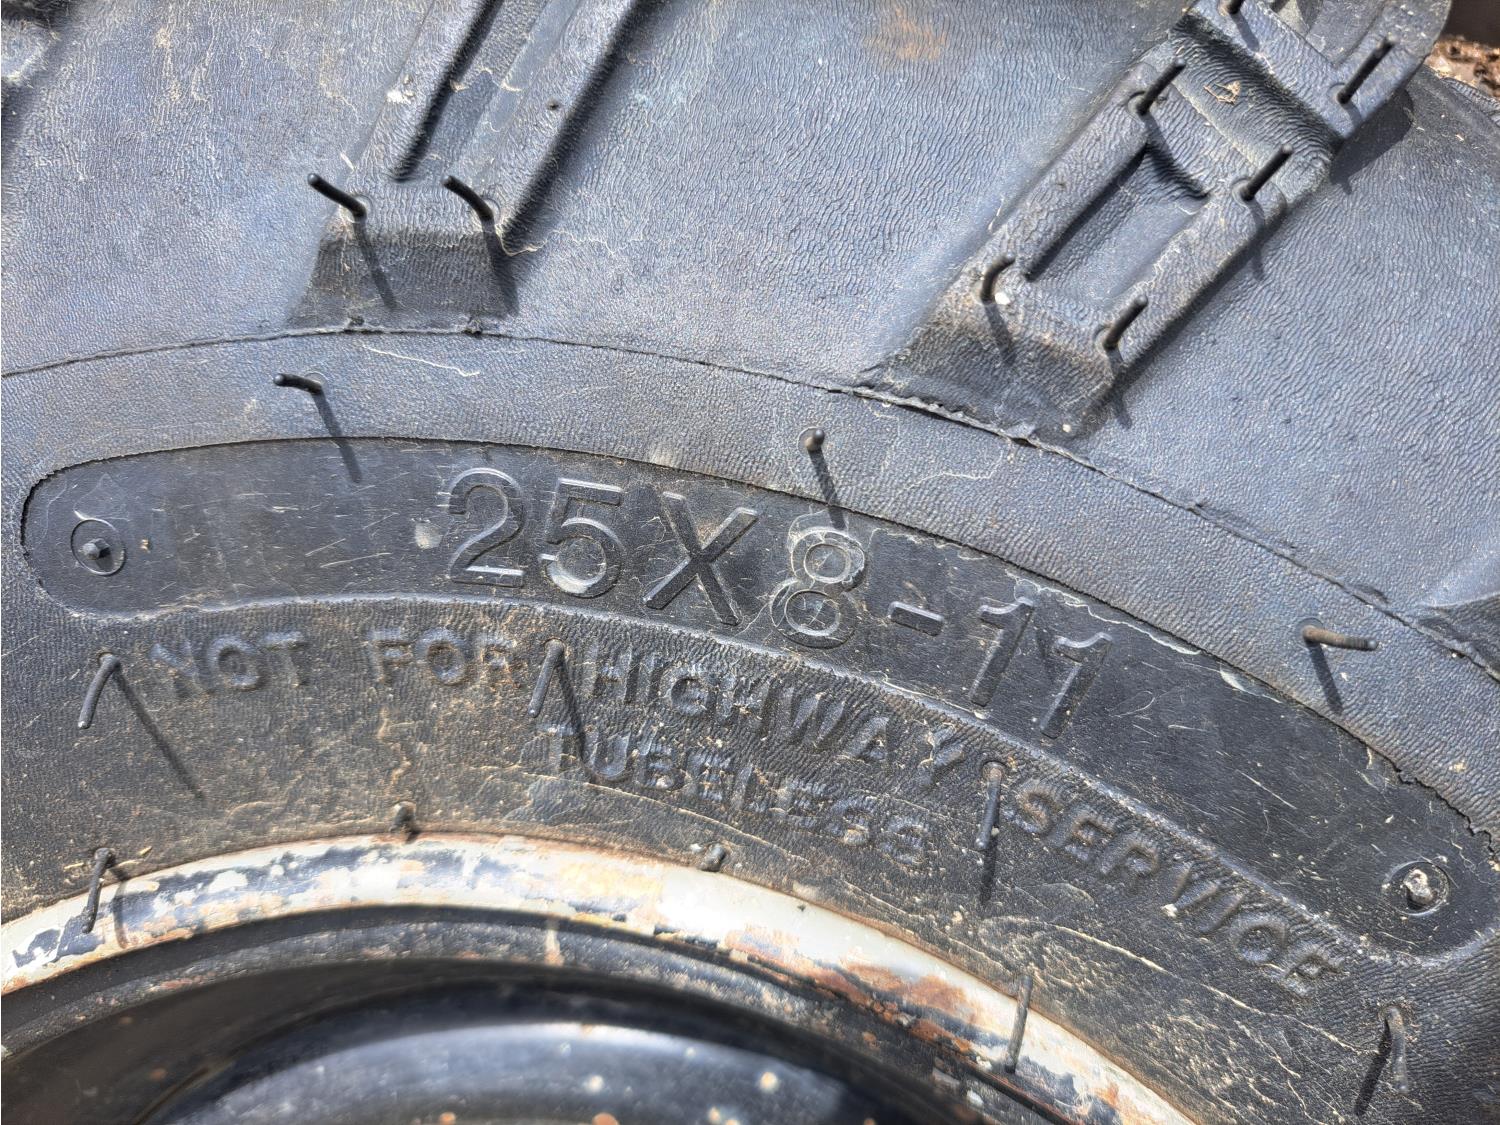 25X8-11
NOT FOR HIGHWAY SERVICE
TUBELESS